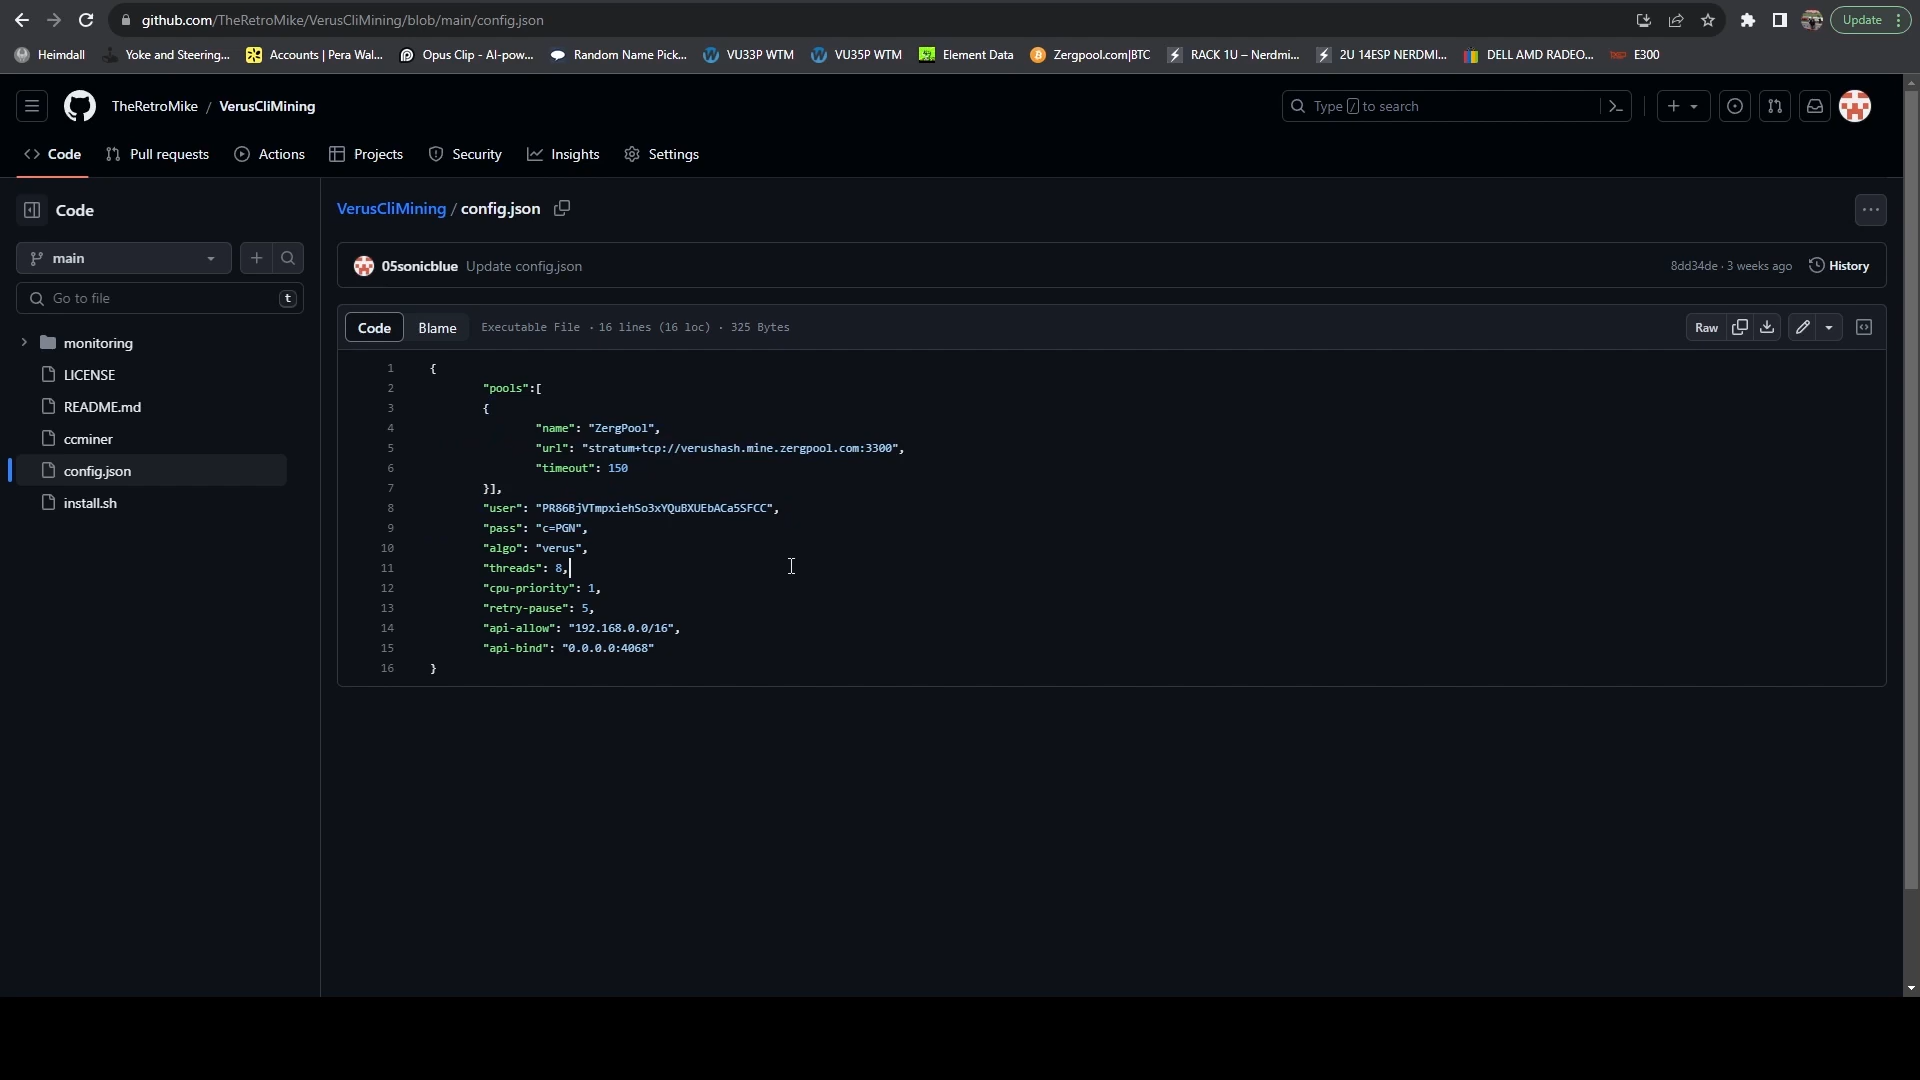 github.com/TheRetroMike/VerusCliMining/blob/main/config.json
Update
Heimdall Yoke and Steering... Accounts | Pera Wal... Opus Clip - AI-pow... Random Name Pick... VU33P WTM VU35P WTM Element Data Zergpool.com|BTC RACK 1U – Nerdmi... 2U 14ESP NERDMI... DELL AMD RADEO... E300
TheRetroMike / VerusCliMining
Type / to search
Code Pull requests Actions Projects Security Insights Settings
Code
VerusCliMining / config.json
main
05sonicblue Update config.json
8dd34de · 3 weeks ago History
Go to file t
Code Blame Executable File · 16 lines (16 loc) · 325 Bytes
Raw
monitoring
LICENSE
README.md
ccminer
config.json
install.sh
1 {
2 "pools":[
3 {
4 "name": "ZergPool",
5 "url": "stratum+tcp://verushash.mine.zergpool.com:3300",
6 "timeout": 150
7 }],
8 "user": "PR86BjVTmpxiehSo3xYQuBXUEbACa5SFCC",
9 "pass": "c=PGN",
10 "algo": "verus",
11 "threads": 8,
12 "cpu-priority": 1,
13 "retry-pause": 5,
14 "api-allow": "192.168.0.0/16",
15 "api-bind": "0.0.0.0:4068"
16 }